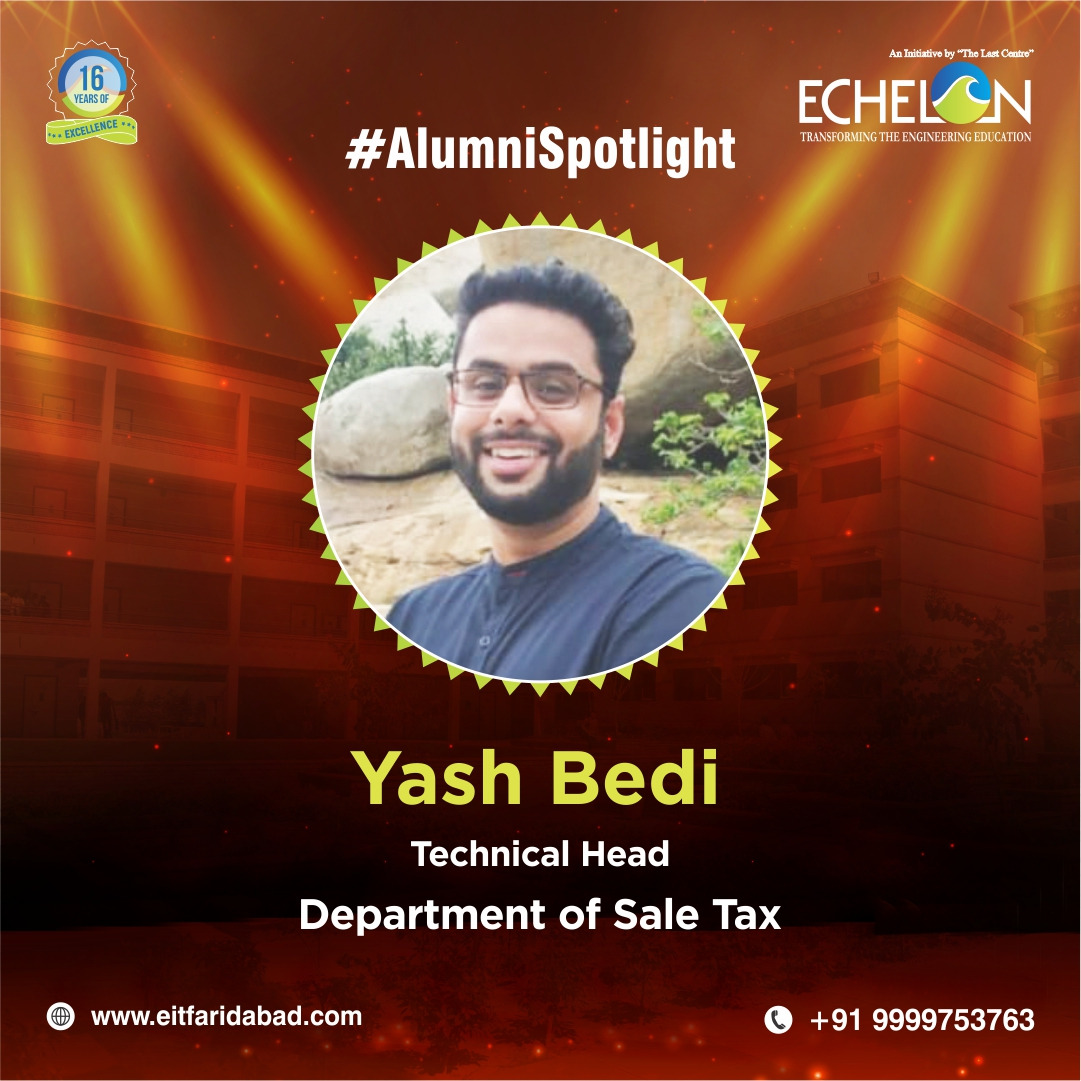 16
YEARS OF
EXCELLENCE
An Initiative by "The Last Centre"
ECHELON
TRANSFORMING THE ENGINEERING EDUCATION
#AlumniSpotlight
Yash Bedi
Technical Head
Department of Sale Tax
www.eitfaridabad.com
+91 9999753763